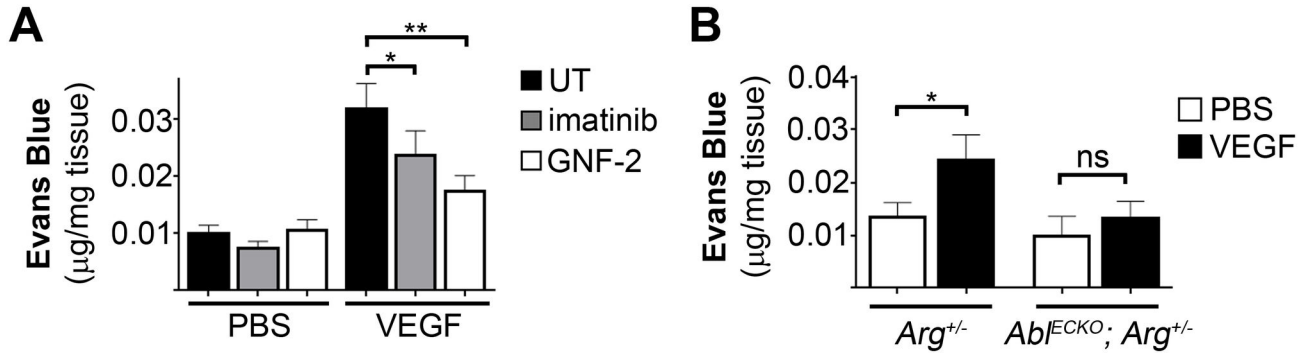 A
Evans Blue
(μg/mg tissue)
0.03
0.02
0.01
*
**
UT
imatinib
GNF-2
PBS
VEGF
B
Evans Blue
(μg/mg tissue)
0.04
0.03
0.02
0.01
*
ns
PBS
VEGF
Arg+/-
AblECKO; Arg+/-